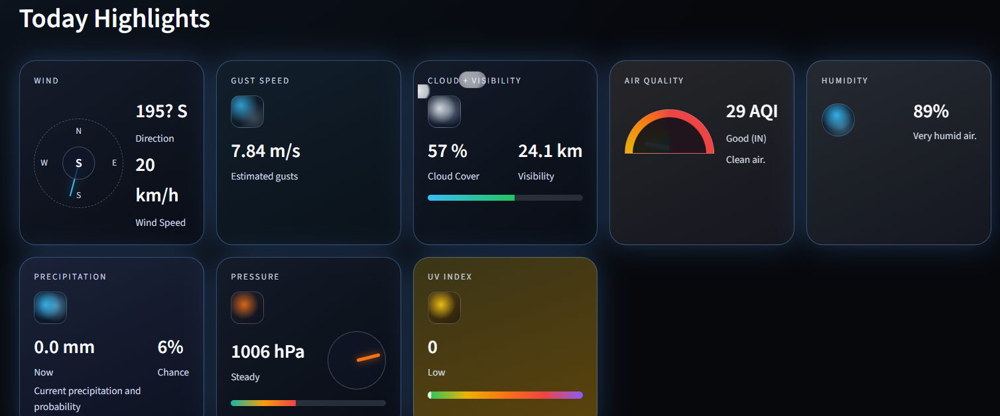 Today Highlights
WIND
N
W
S
E
S
195? S
Direction
20
km/h
Wind Speed
GUST SPEED
7.84 m/s
Estimated gusts
CLOUD + VISIBILITY
57 %
Cloud Cover
24.1 km
Visibility
AIR QUALITY
29 AQI
Good (IN)
Clean air.
HUMIDITY
89%
Very humid air.
PRECIPITATION
0.0 mm
Now
6%
Chance
Current precipitation and
probability
PRESSURE
1006 hPa
Steady
UV INDEX
0
Low